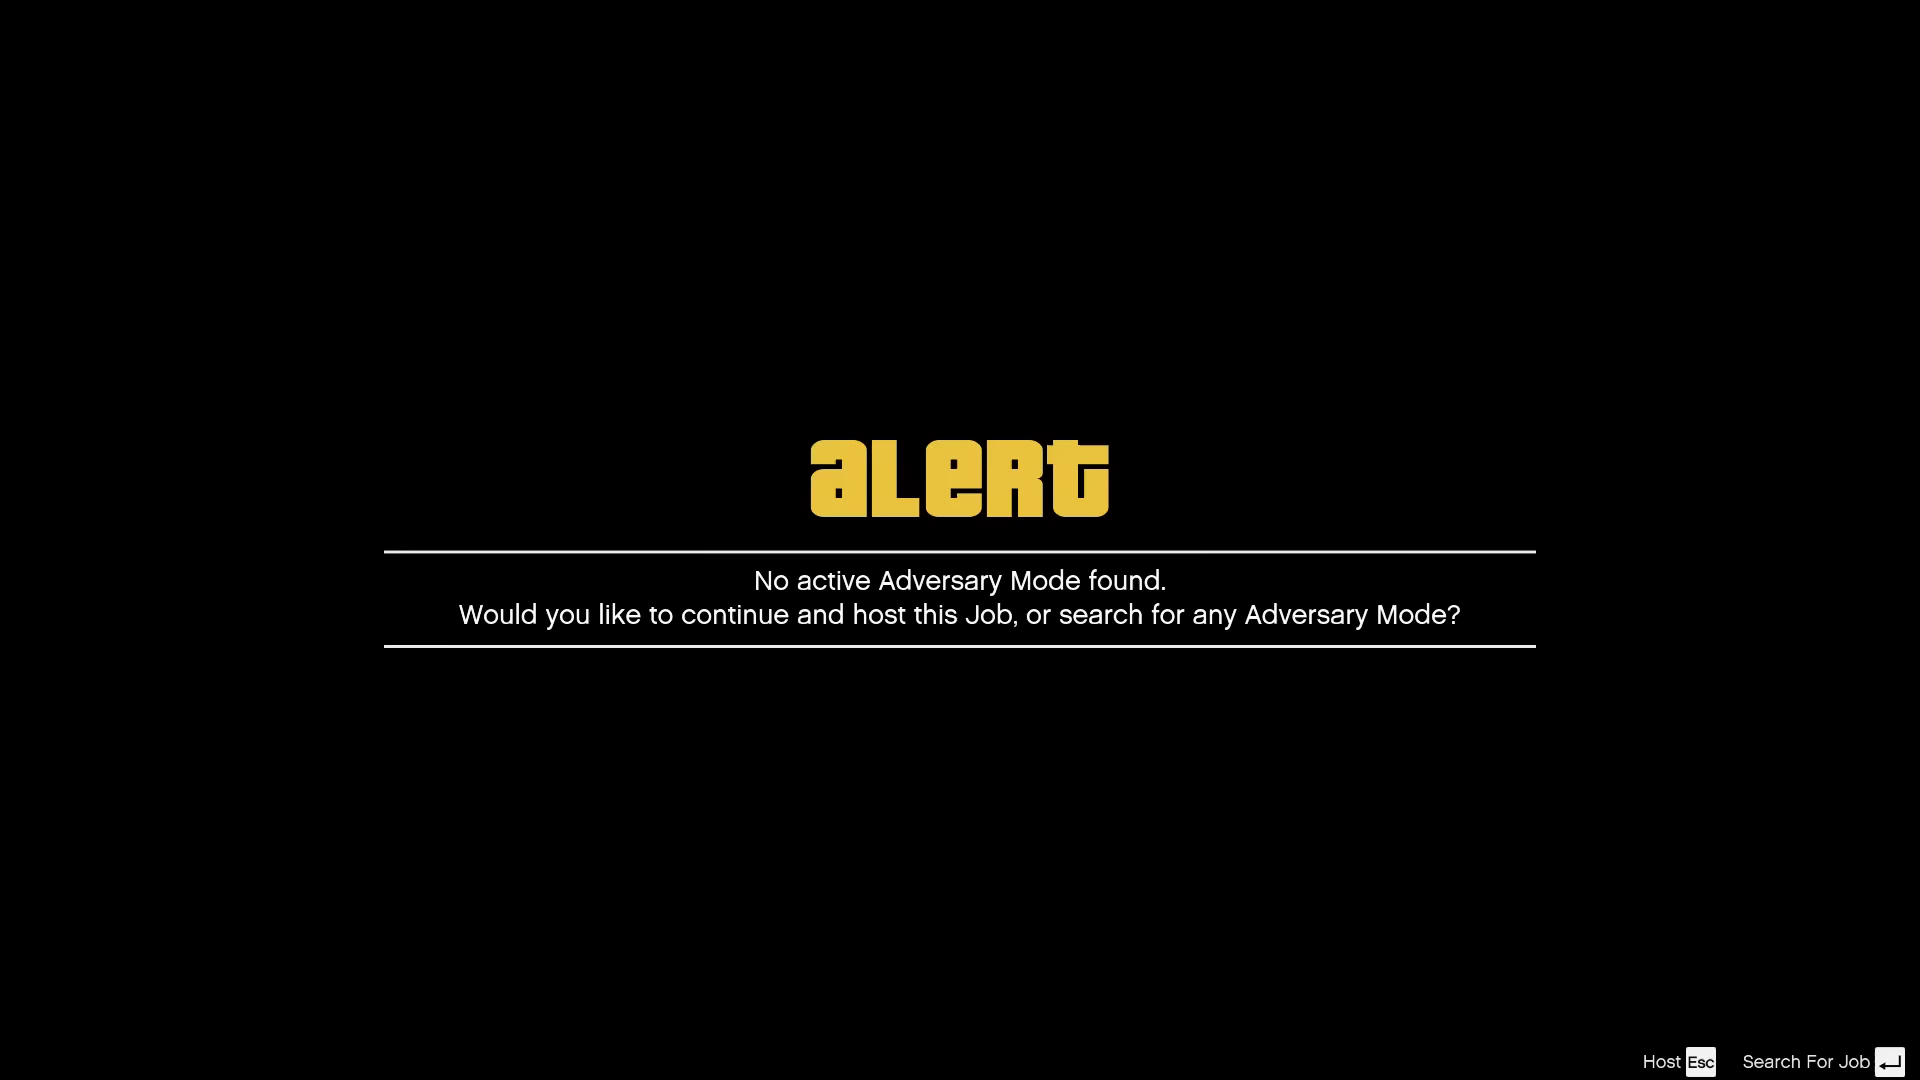 aLeRt
No active Adversary Mode found.
Would you like to continue and host this Job, or search for any Adversary Mode?
Host Esc Search For Job